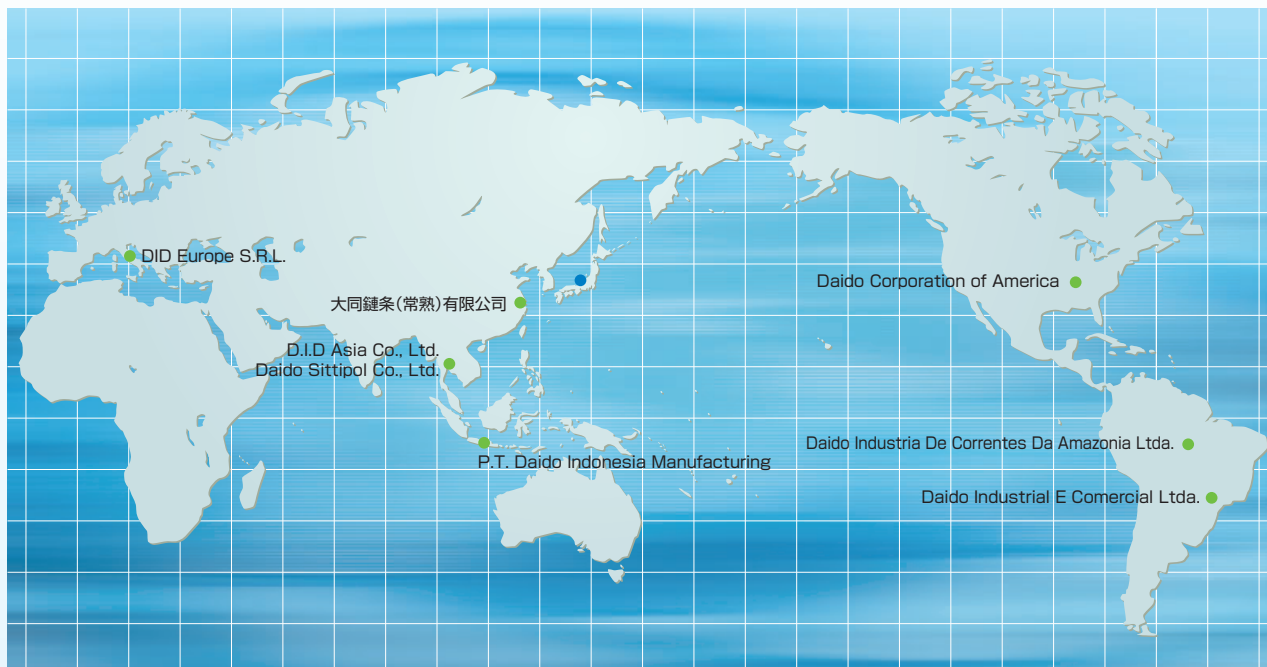 DID Europe S.R.L.
大同鏈条(常熟)有限公司
D.I.D Asia Co., Ltd.
Daido Sittipol Co., Ltd.
P.T. Daido Indonesia Manufacturing
Daido Corporation of America
Daido Industria De Correntes Da Amazonia Ltda.
Daido Industrial E Comercial Ltda.